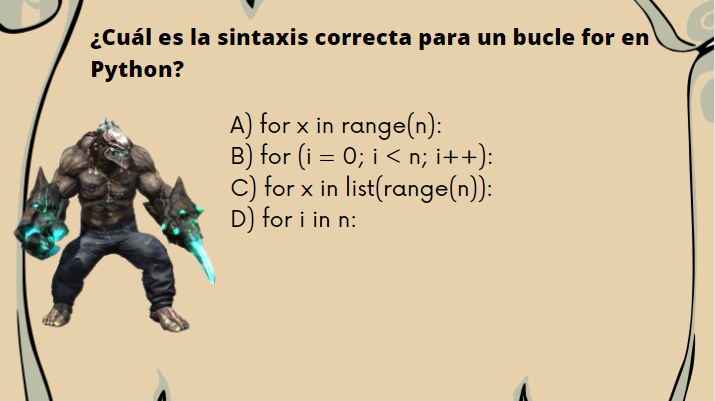 ¿Cuál es la sintaxis correcta para un bucle for en
Python?
A) for x in range(n):
B) for (i = 0; i < n; i++):
C) for x in list(range(n)):
D) for i in n: